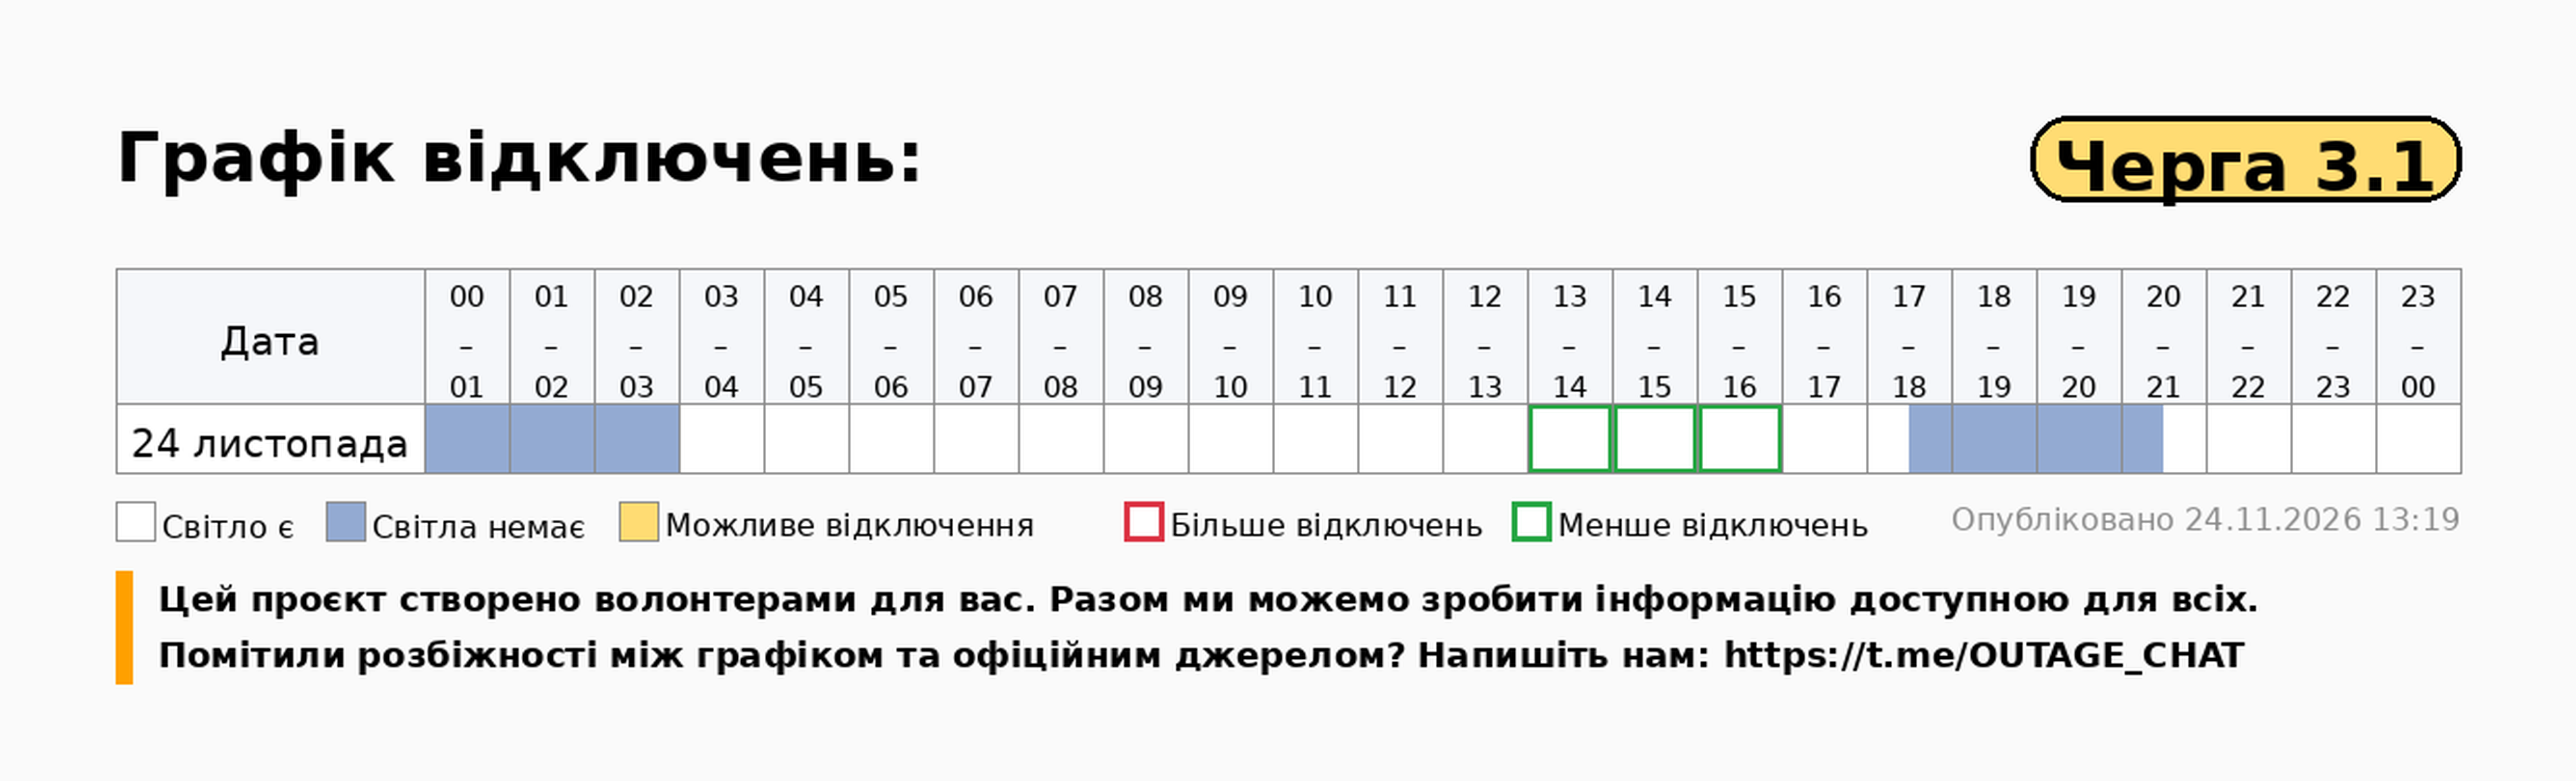 Графік відключень:
Черга 3.1
Дата
00 – 01
01 – 02
02 – 03
03 – 04
04 – 05
05 – 06
06 – 07
07 – 08
08 – 09
09 – 10
10 – 11
11 – 12
12 – 13
13 – 14
14 – 15
15 – 16
16 – 17
17 – 18
18 – 19
19 – 20
20 – 21
21 – 22
22 – 23
23 – 00
24 листопада
Світло є
Світла немає
Можливе відключення
Більше відключень
Менше відключень
Опубліковано 24.11.2026 13:19
Цей проєкт створено волонтерами для вас. Разом ми можемо зробити інформацію доступною для всіх.
Помітили розбіжності між графіком та офіційним джерелом? Напишіть нам: https://t.me/OUTAGE_CHAT